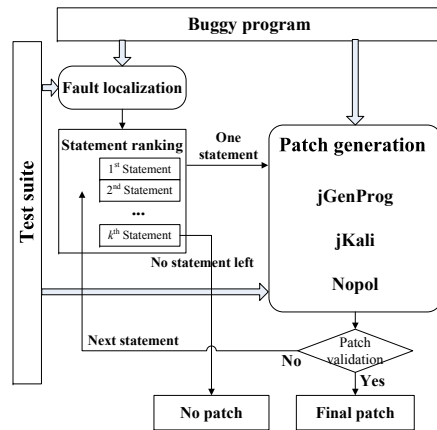 Buggy program
Test suite
Fault localization
Statement ranking
1st Statement
2nd Statement
...
kth Statement
One
statement
Patch generation
jGenProg
jKali
Nopol
No statement left
Next statement
No
Patch
validation
Yes
No patch
Final patch